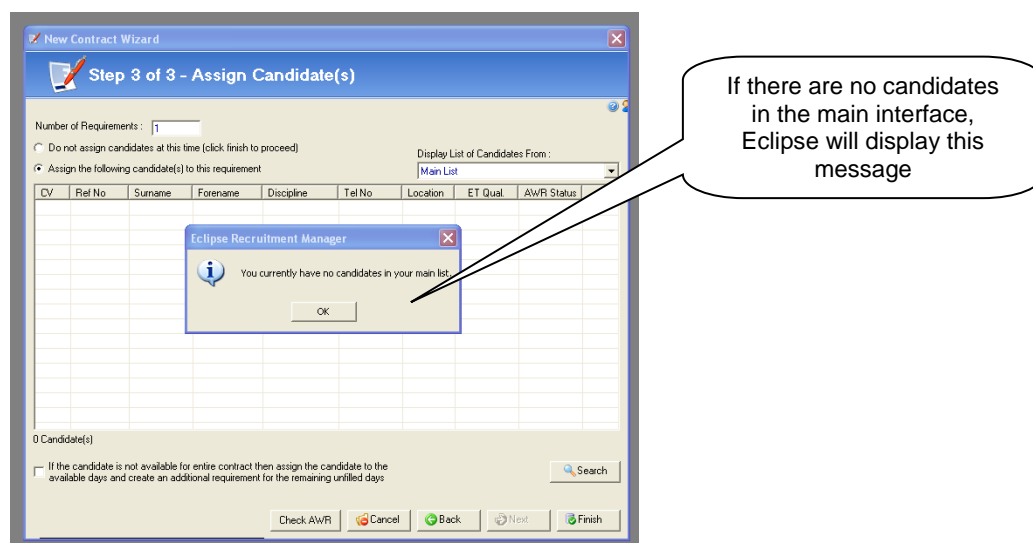 New Contract Wizard
Step 3 of 3 - Assign Candidate(s)
Number of Requirements : 1
Do not assign candidates at this time (click finish to proceed)
Display List of Candidates From :
Assign the following candidate(s) to this requirement
Main List
CV Ref No Surname Forename Discipline Tel No Location ET Qual. AWR Status
Eclipse Recruitment Manager
You currently have no candidates in your main list.
OK
0 Candidate(s)
If the candidate is not available for entire contract then assign the candidate to the
available days and create an additional requirement for the remaining unfilled days
Search
Check AWR Cancel Back Next Finish
If there are no candidates
in the main interface,
Eclipse will display this
message